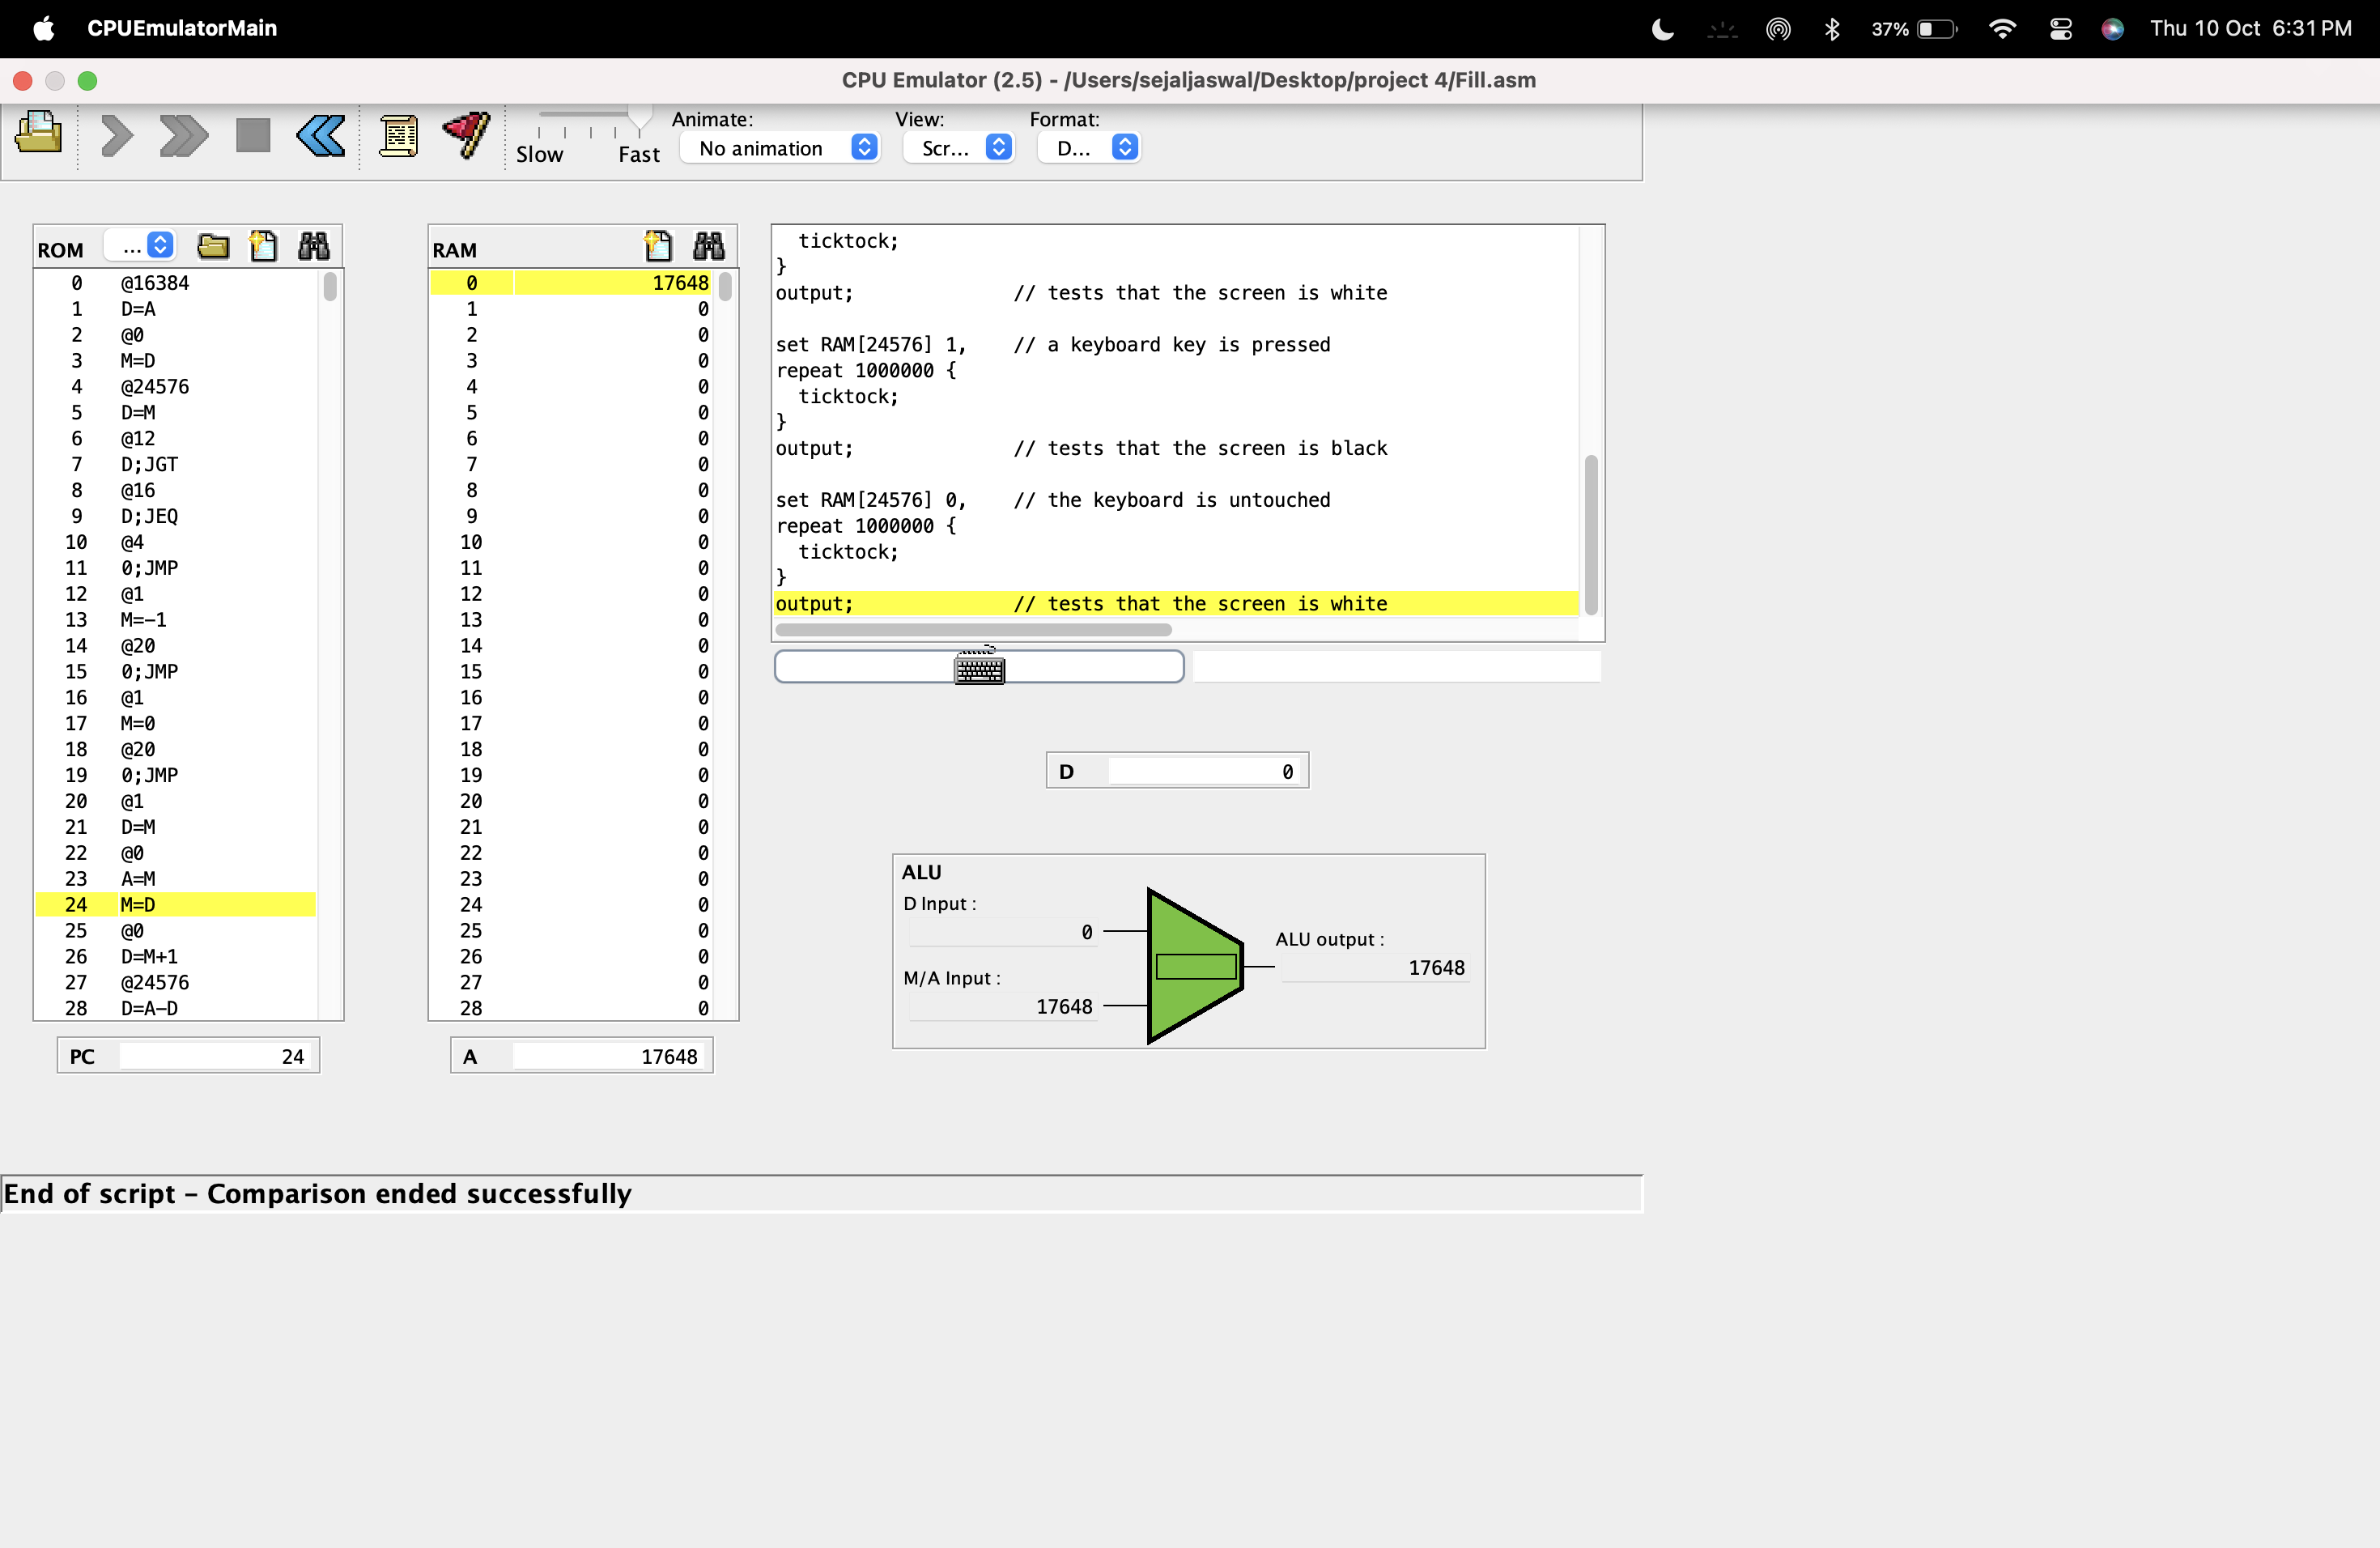 CPUEmulatorMain 37% Thu 10 Oct 6:31 PM
CPU Emulator (2.5) - /Users/sejaljaswal/Desktop/project 4/Fill.asm
Slow Fast
Animate: View: Format:
No animation Scr... D...
ROM ...
0 @16384
1 D=A
2 @0
3 M=D
4 @24576
5 D=M
6 @12
7 D;JGT
8 @16
9 D;JEQ
10 @4
11 0;JMP
12 @1
13 M=-1
14 @20
15 0;JMP
16 @1
17 M=0
18 @20
19 0;JMP
20 @1
21 D=M
22 @0
23 A=M
24 M=D
25 @0
26 D=M+1
27 @24576
28 D=A-D
PC 24
RAM
0 17648
1 0
2 0
3 0
4 0
5 0
6 0
7 0
8 0
9 0
10 0
11 0
12 0
13 0
14 0
15 0
16 0
17 0
18 0
19 0
20 0
21 0
22 0
23 0
24 0
25 0
26 0
27 0
28 0
A 17648
ticktock;
}
output; // tests that the screen is white
set RAM[24576] 1, // a keyboard key is pressed
repeat 1000000 {
ticktock;
}
output; // tests that the screen is black
set RAM[24576] 0, // the keyboard is untouched
repeat 1000000 {
ticktock;
}
output; // tests that the screen is white
D 0
ALU
D Input :
0
M/A Input :
17648
ALU output :
17648
End of script - Comparison ended successfully